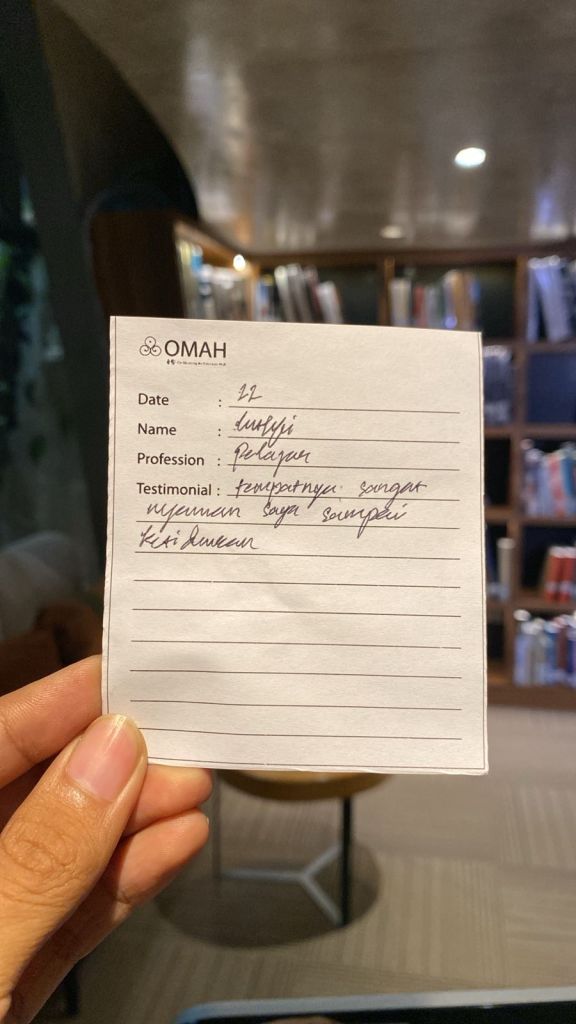 OMAH
Date : 22
Name :
Profession : Pelajar
Testimonial : tempatnya sangat
nyaman saya sampai
ketiduran